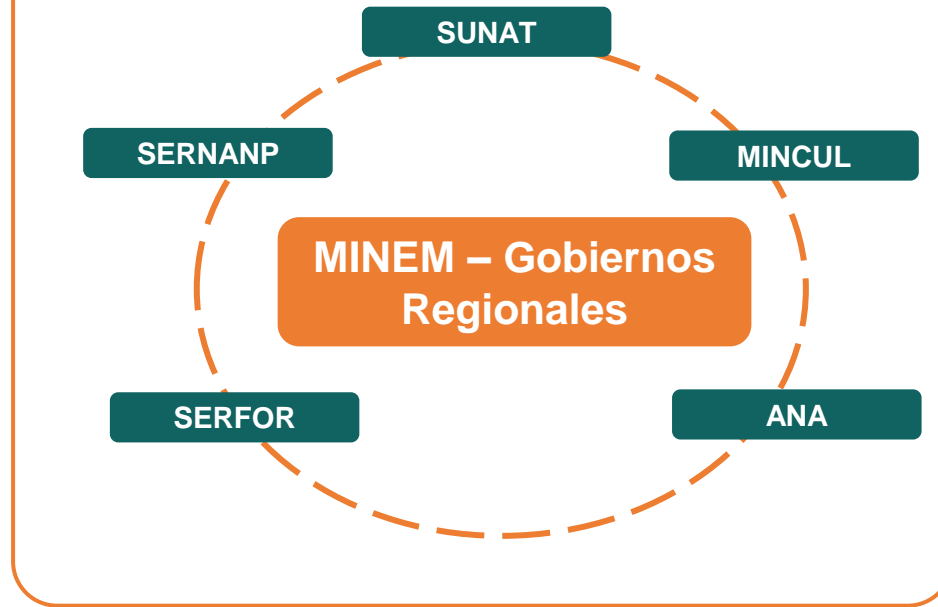 SUNAT
SERNANP
MINCUL
MINEM – Gobiernos
Regionales
SERFOR
ANA